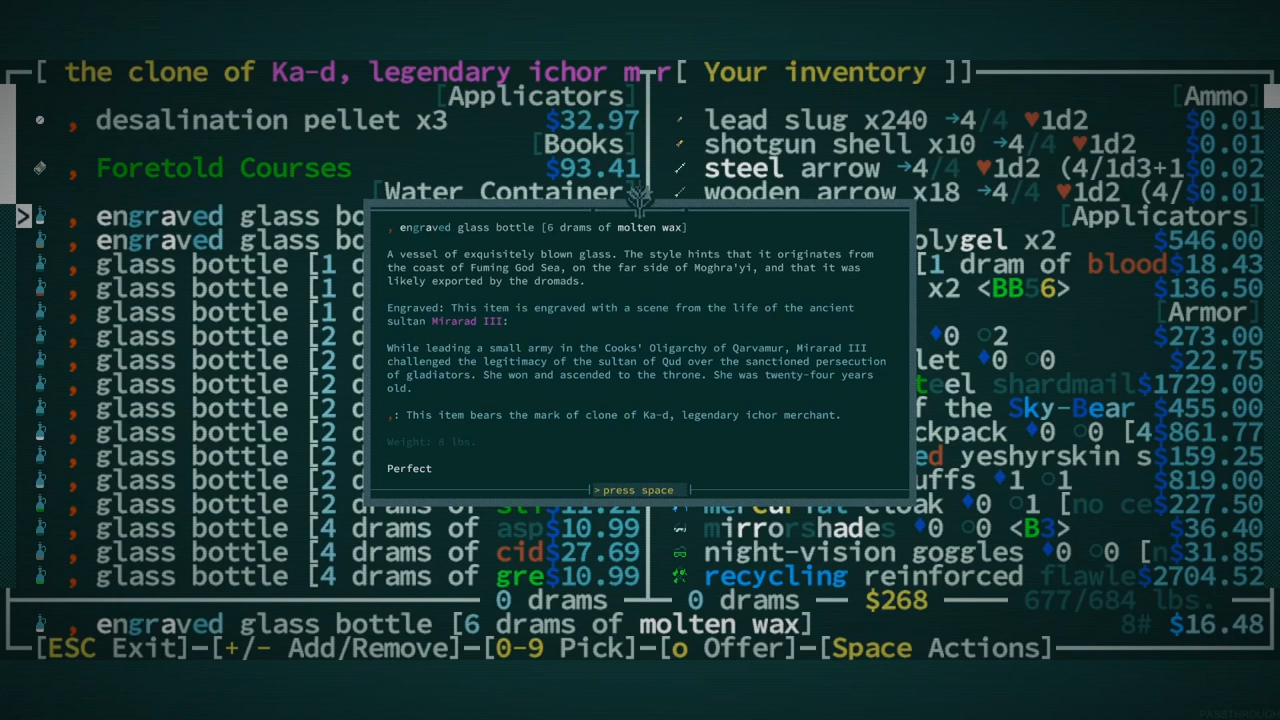 [ the clone of Ka-d, legendary ichor m r[ Your inventory ]]
[Applicators] [Ammo]
, desalination pellet x3 $32.97 lead slug x240 →4/4 ♥1d2 $0.01
[Books] shotgun shell x10 →4/4 ♥1d2 $0.01
, Foretold Courses $93.41 steel arrow →4/4 ♥1d2 (4/1d3+1 $0.02
[Water Container wooden arrow x18 →4/4 ♥1d2 (4/ $0.01
> , engraved glass bo [Applicators]
, engraved glass bo olygel x2 $546.00
, glass bottle [1 d [1 dram of blood $18.43
, glass bottle [1 d x2 <BB56> $136.50
, glass bottle [1 d [Armor]
, glass bottle [2 d ♦0 ○2 $273.00
, glass bottle [2 d let ♦0 ○0 $22.75
, glass bottle [2 d teel shardmail $1729.00
, glass bottle [2 d f the Sky-Bear $455.00
, glass bottle [2 d ckpack ♦0 ○0 [4 $861.77
, glass bottle [2 d ed yeshyrskin s $159.25
, glass bottle [2 d uffs ♦1 ○1 $819.00
, glass bottle [2 drams of $11.21 cloak ♦0 ○1 [no ce $227.50
, glass bottle [4 drams of asp $10.99 mirrorshades ♦0 ○0 <B3> $36.40
, glass bottle [4 drams of cid $27.69 night-vision goggles ♦0 ○0 [n $31.85
, glass bottle [4 drams of gre $10.99 recycling reinforced flawle $2704.52
, engraved glass bottle [6 drams of molten wax]
A vessel of exquisitely blown glass. The style hints that it originates from
the coast of Fuming God Sea, on the far side of Moghra'yi, and that it was
likely exported by the dromads.
Engraved: This item is engraved with a scene from the life of the ancient
sultan Mirarad III:
While leading a small army in the Cooks' Oligarchy of Qarvamur, Mirarad III
challenged the legitimacy of the sultan of Qud over the sanctioned persecution
of gladiators. She won and ascended to the throne. She was twenty-four years
old.
,: This item bears the mark of clone of Ka-d, legendary ichor merchant.
Weight: 8 lbs.
Perfect
> press space
0 drams 0 drams $268 677/684 lbs.
, engraved glass bottle [6 drams of molten wax] 8# $16.48
[ESC Exit] [+/- Add/Remove] [0-9 Pick] [o Offer] [Space Actions]